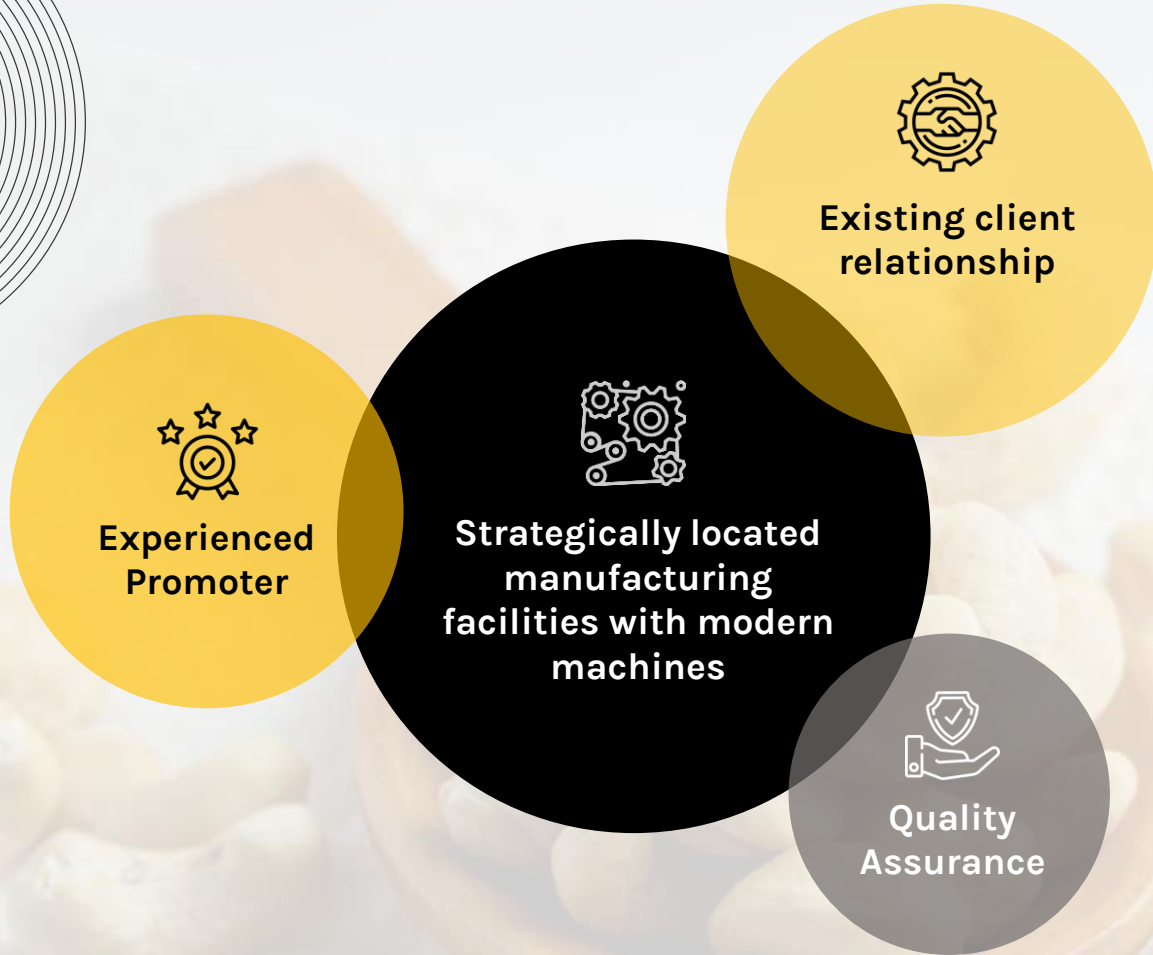 Existing client
relationship
Experienced
Promoter
Strategically located
manufacturing
facilities with modern
machines
Quality
Assurance